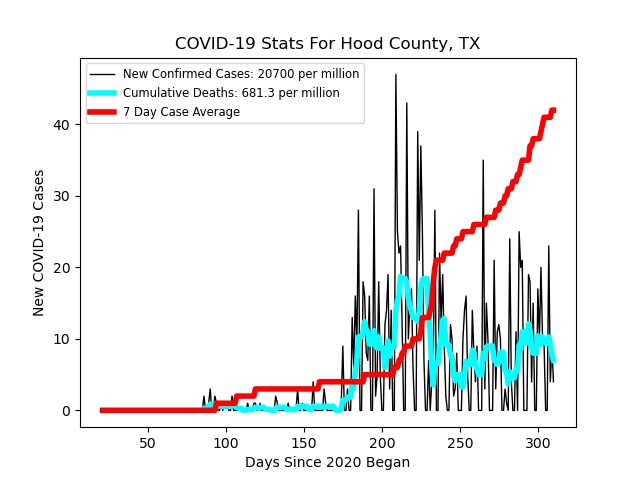 COVID-19 Stats For Hood County, TX
New Confirmed Cases: 20700 per million
Cumulative Deaths: 681.3 per million
7 Day Case Average
New COVID-19 Cases
40
30
20
10
0
50 100 150 200 250 300
Days Since 2020 Began